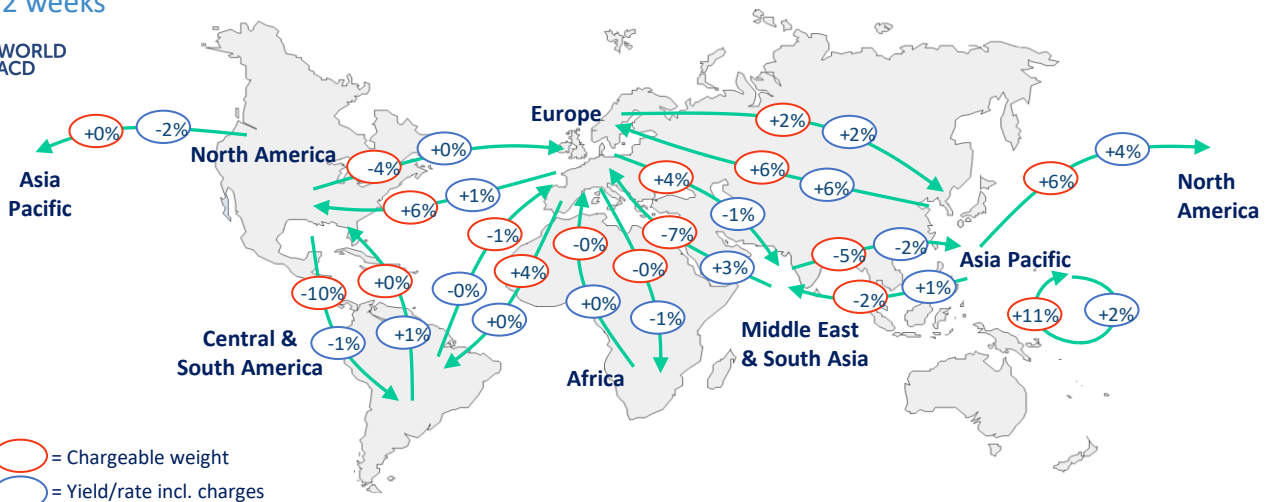 2 weeks
WORLD
ACD
Europe
+2%
+2%
+0%
-2%
+0%
+4%
North America
-4%
+6%
+4%
+6%
+6%
Asia
Pacific
North
America
+6%
+1%
-1%
-1%
-7%
-0%
-5%
-2%
Asia Pacific
+3%
-0%
+4%
+0%
-10%
-0%
+1%
-2%
+0%
+0%
-1%
+11%
+2%
Central &
South America
-1%
+1%
Middle East
& South Asia
Africa
= Chargeable weight
= Yield/rate incl. charges